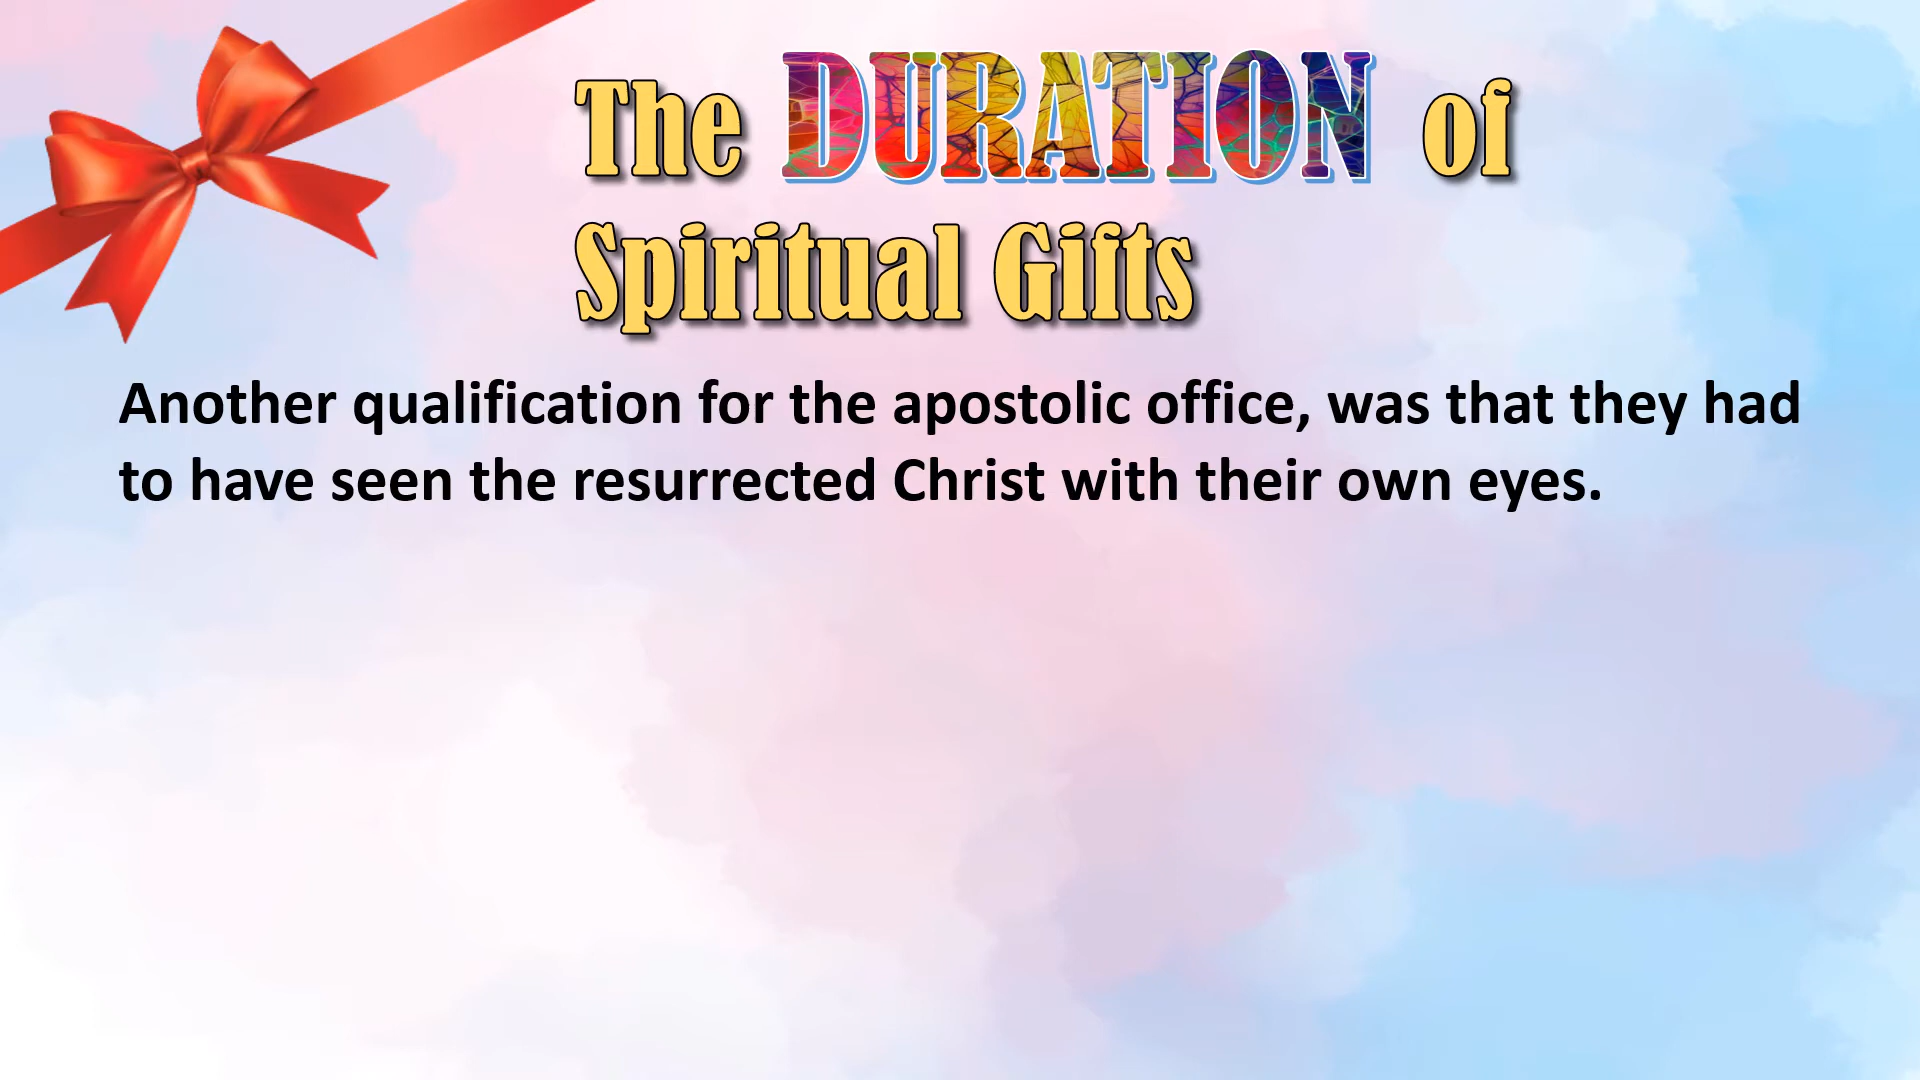 The DURATION of
Spiritual Gifts
Another qualification for the apostolic office, was that they had
to have seen the resurrected Christ with their own eyes.